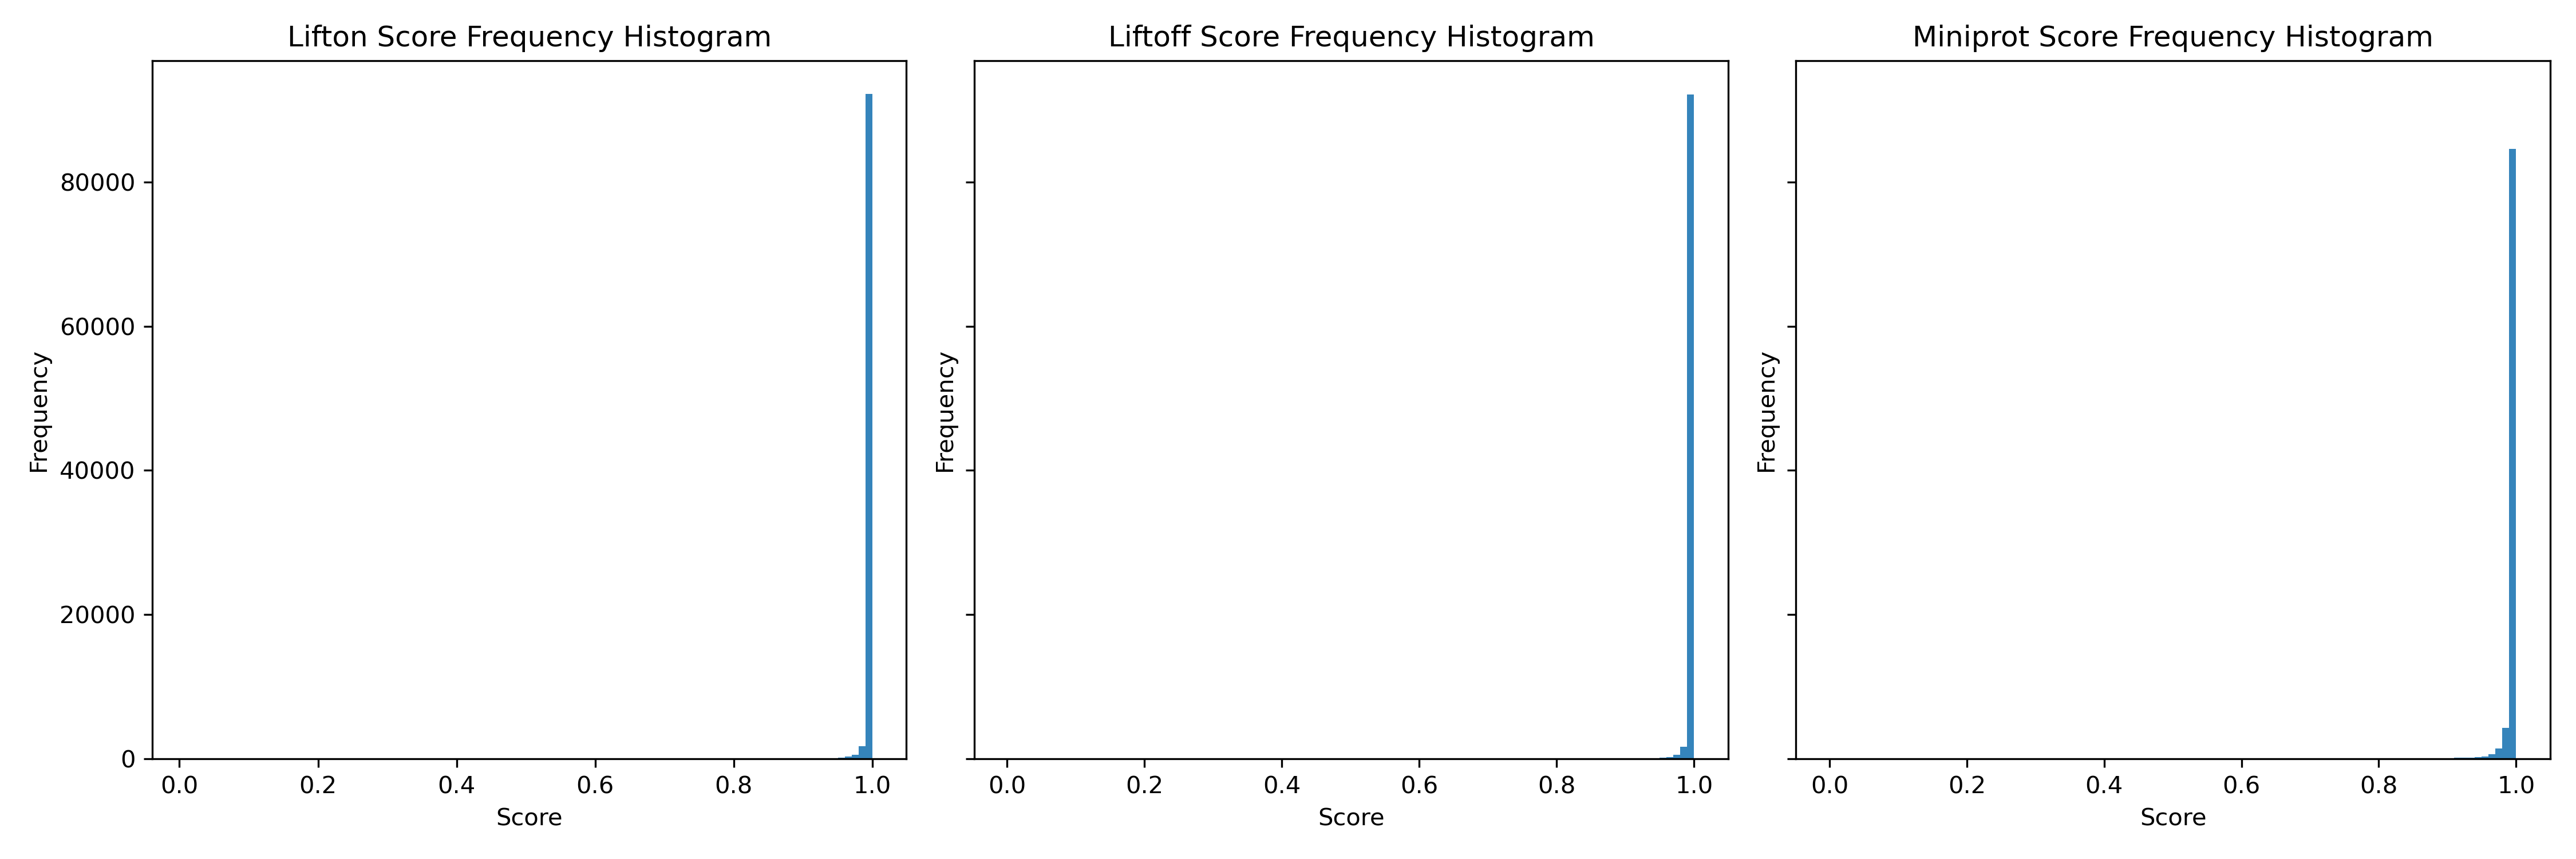 Lifton Score Frequency Histogram
Frequency
80000
60000
40000
20000
0
0.0 0.2 0.4 0.6 0.8 1.0
Score
Liftoff Score Frequency Histogram
Frequency
0.0 0.2 0.4 0.6 0.8 1.0
Score
Miniprot Score Frequency Histogram
Frequency
0.0 0.2 0.4 0.6 0.8 1.0
Score